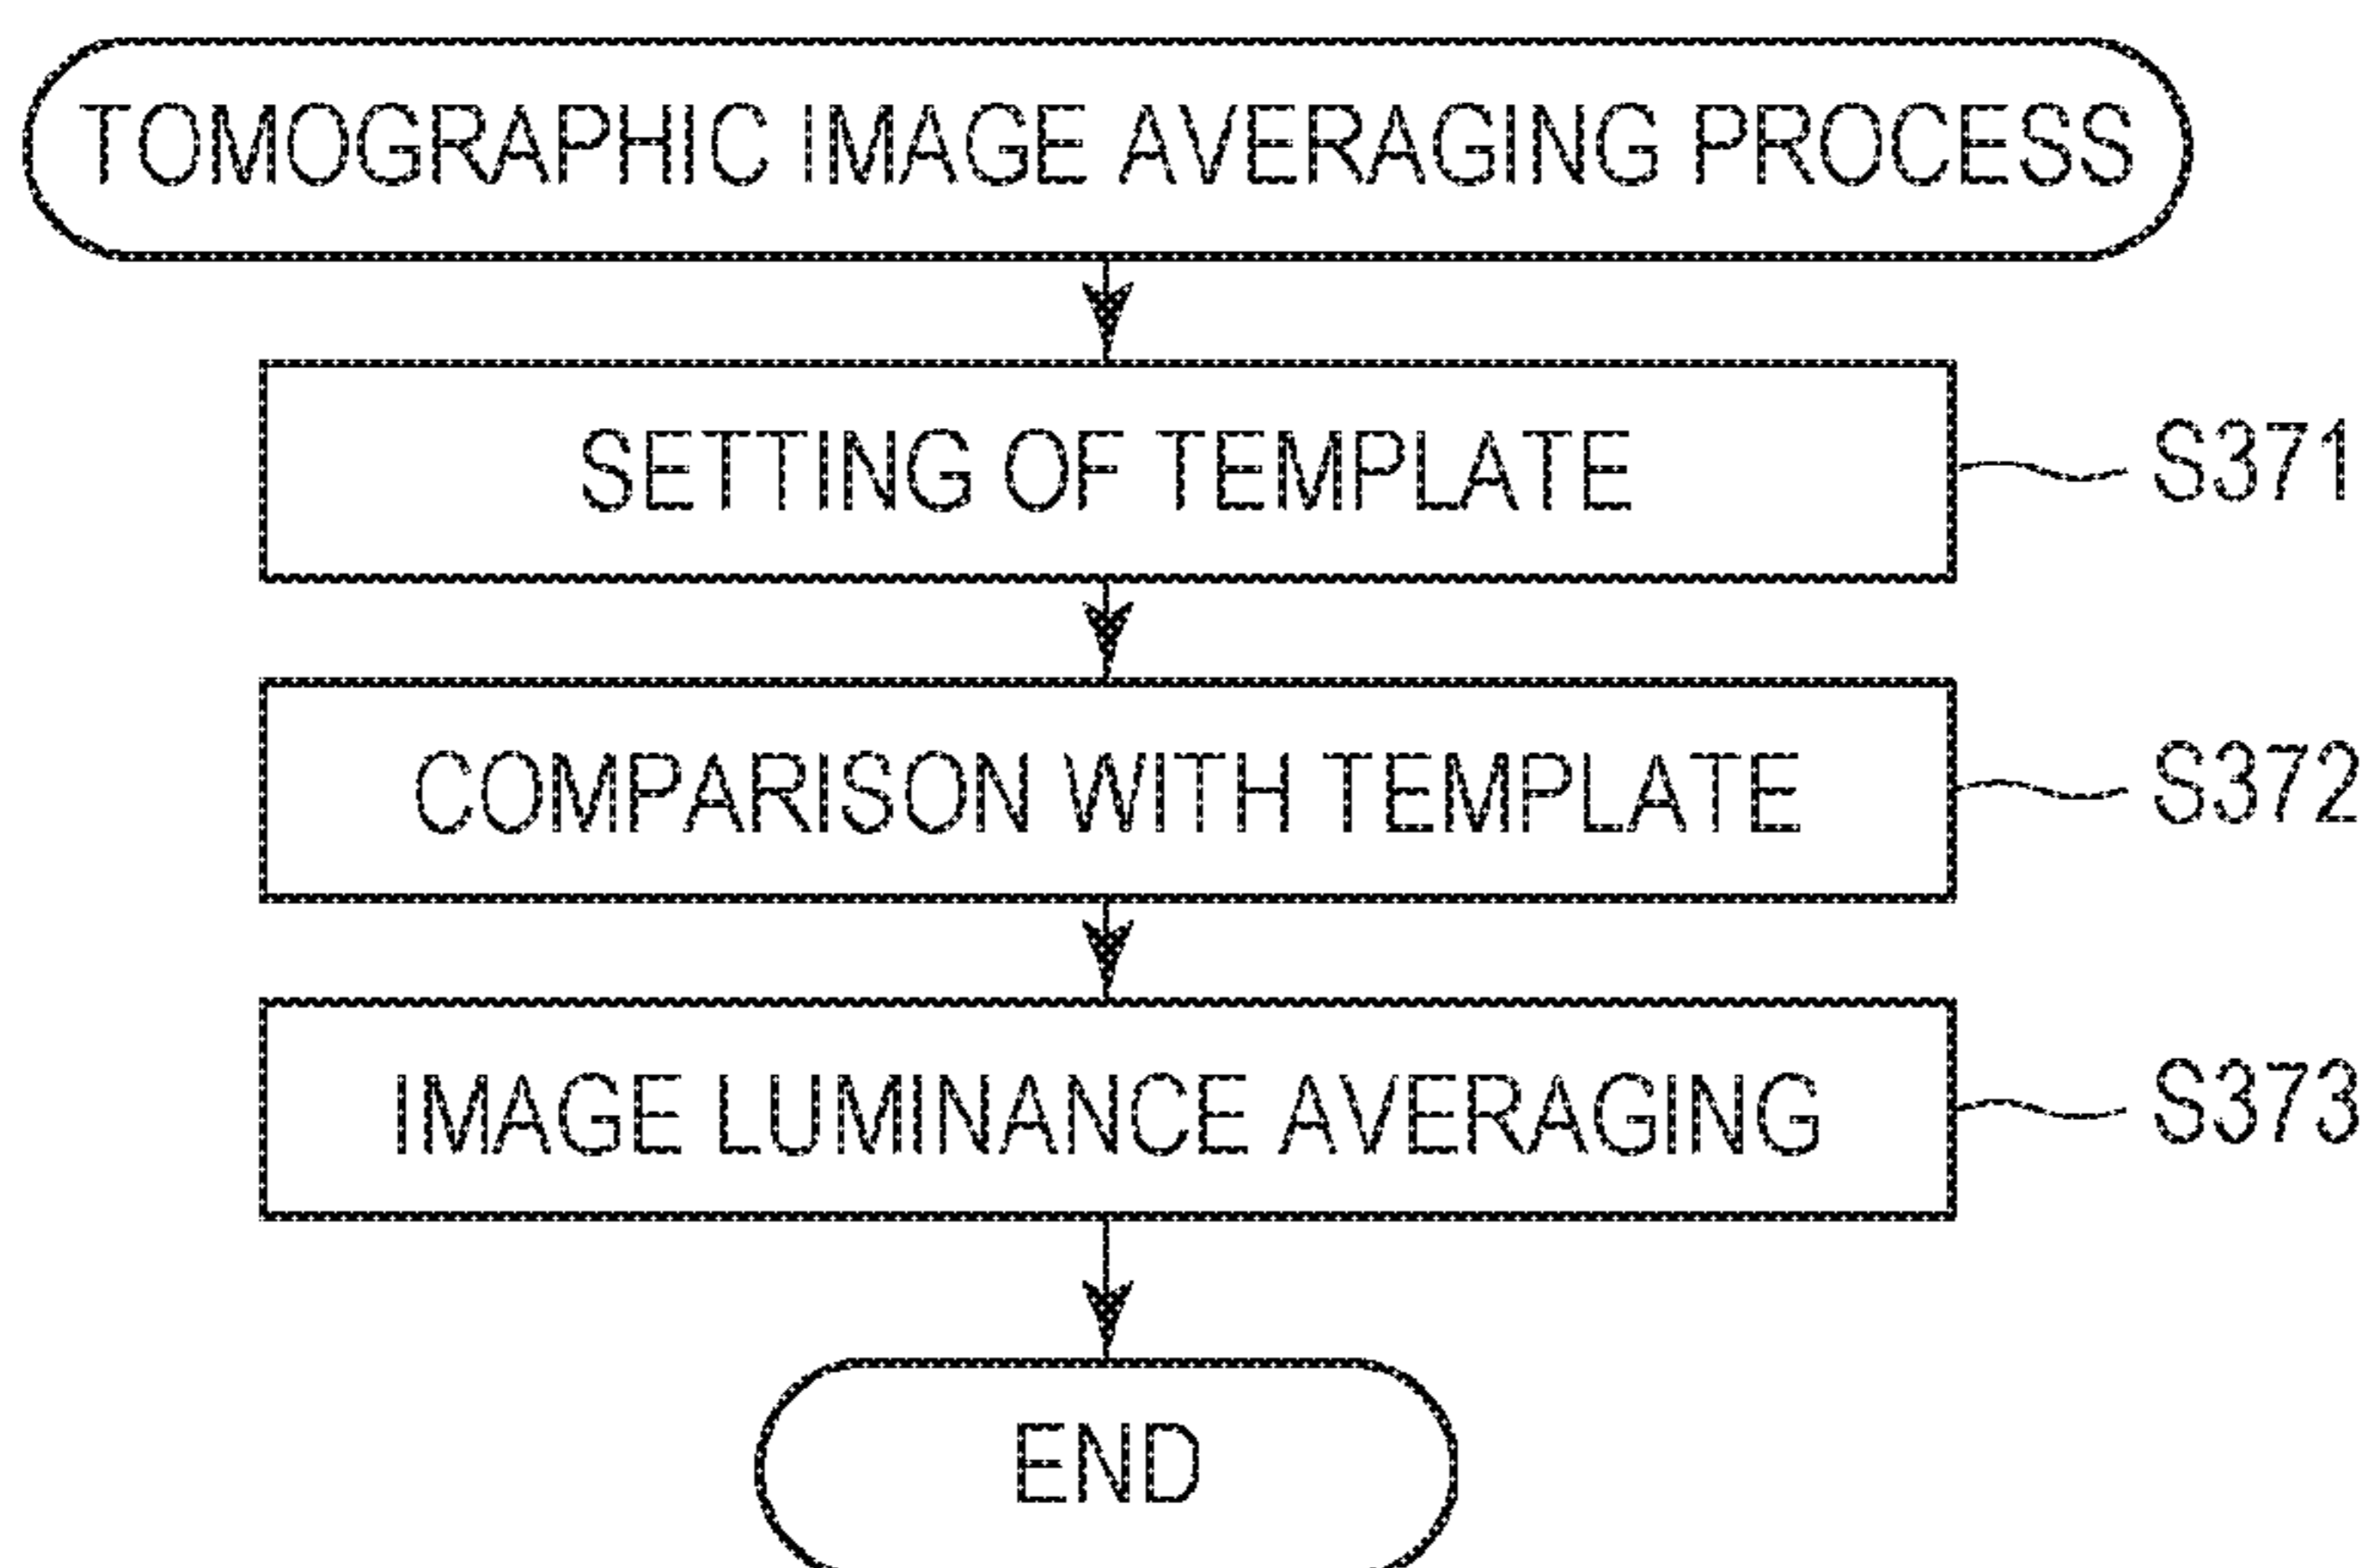 TOMOGRAPHIC IMAGE AVERAGING PROCESS
SETTING OF TEMPLATE
S371
COMPARISON WITH TEMPLATE
S372
IMAGE LUMINANCE AVERAGING
S373
END